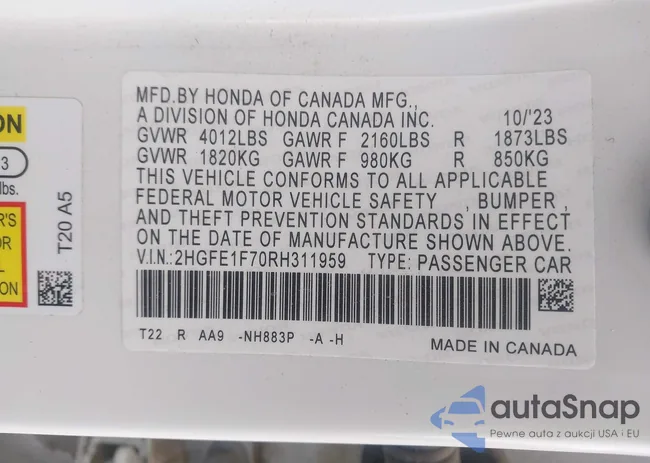 MFD.BY HONDA OF CANADA MFG.,
A DIVISION OF HONDA CANADA INC. 10/'23
GVWR 4012LBS GAWR F 2160LBS R 1873LBS
GVWR 1820KG GAWR F 980KG R 850KG
THIS VEHICLE CONFORMS TO ALL APPLICABLE
FEDERAL MOTOR VEHICLE SAFETY , BUMPER ,
AND THEFT PREVENTION STANDARDS IN EFFECT
ON THE DATE OF MANUFACTURE SHOWN ABOVE.
V.I.N.:2HGFE1F70RH311959 TYPE: PASSENGER CAR
T22 R AA9 -NH883P -A -H
MADE IN CANADA
ON
3
lbs.
R'S
OR
L
S
T20 A5
autaSnap
Pewne auta z aukcji USA i EU